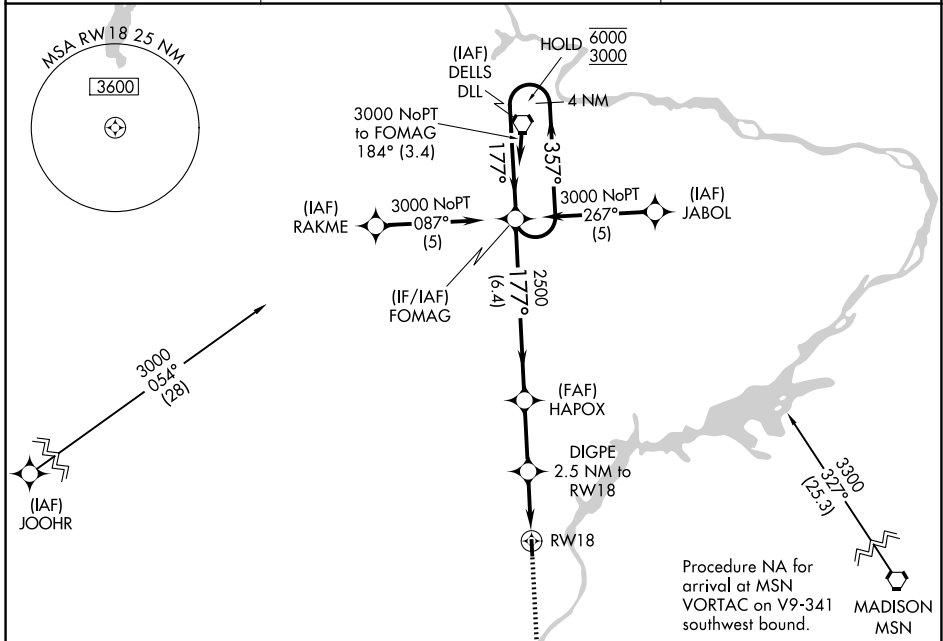 MSA RW 18 25 NM
3600
(IAF)
DELLS
DLL
HOLD
6000
3000
4 NM
3000 NoPT
to FOMAG
184° (3.4)
177°
357°
(IAF)
RAKME
3000 NoPT
087°
(5)
3000 NoPT
267°
(5)
(IAF)
JABOL
(IF/IAF)
FOMAG
2500
177°
(6.4)
3000
054°
(28)
(IAF)
JOOHR
(FAF)
HAPOX
DIGPE
2.5 NM to
RW18
RW18
3300
327°
(25.3)
Procedure NA for
arrival at MSN
VORTAC on V9-341
southwest bound.
MADISON
MSN